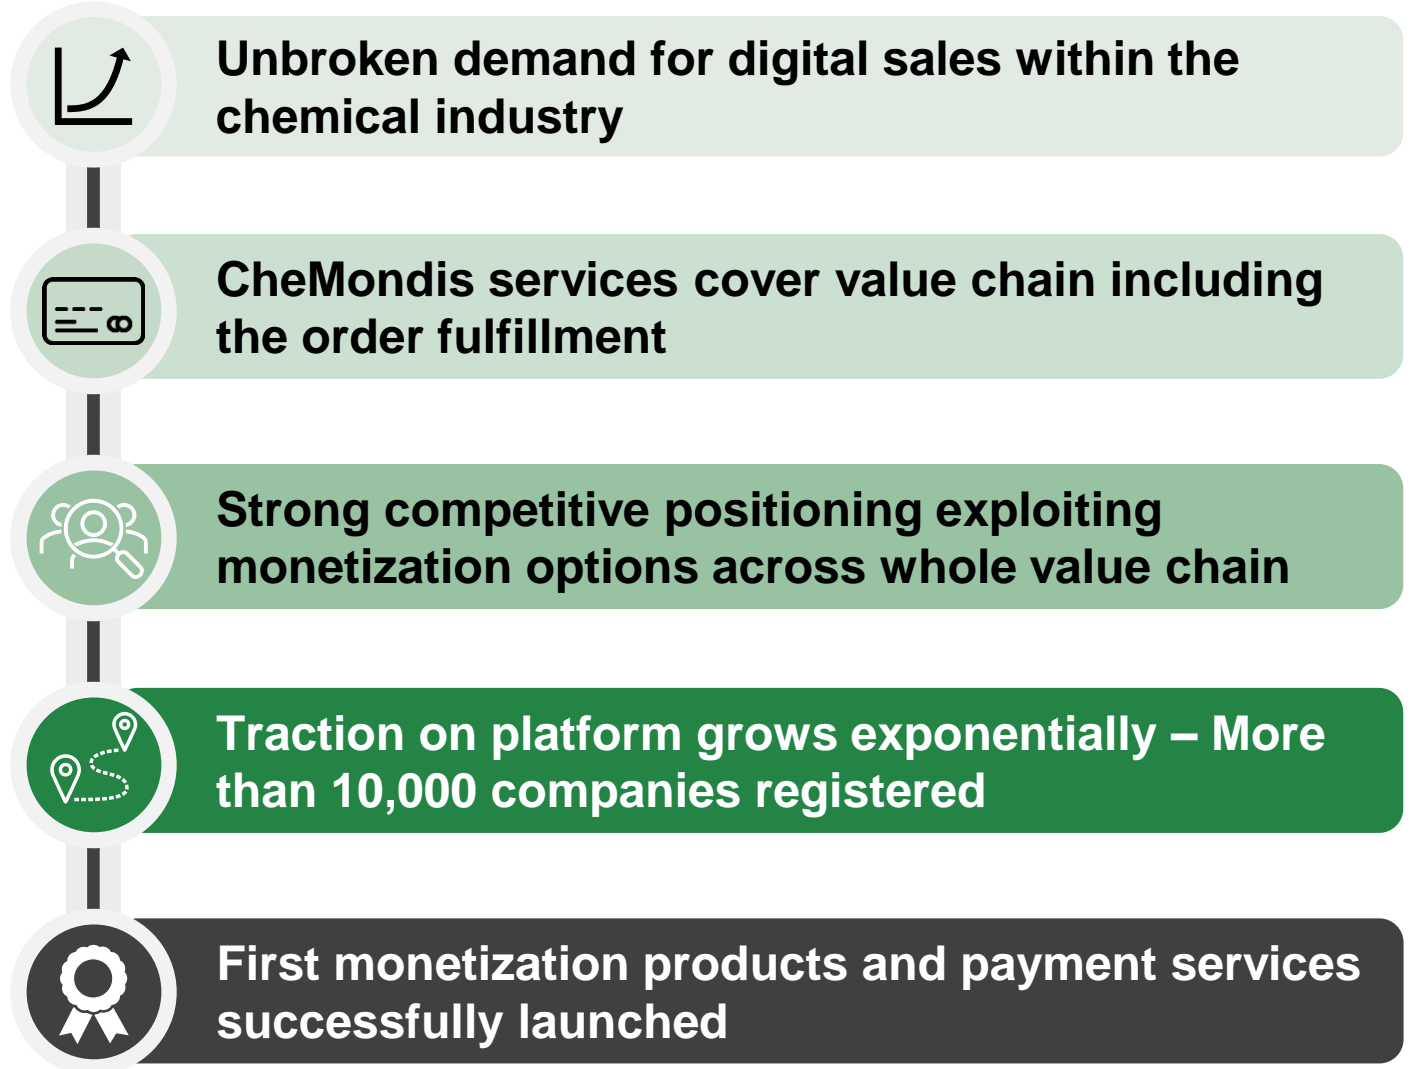 Unbroken demand for digital sales within the
chemical industry
CheMondis services cover value chain including
the order fulfillment
Strong competitive positioning exploiting
monetization options across whole value chain
Traction on platform grows exponentially – More
than 10,000 companies registered
First monetization products and payment services
successfully launched